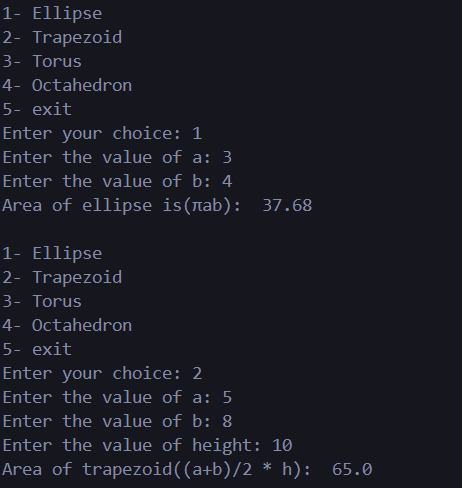 1- Ellipse
2- Trapezoid
3- Torus
4- Octahedron
5- exit
Enter your choice: 1
Enter the value of a: 3
Enter the value of b: 4
Area of ellipse is(πab):  37.68
1- Ellipse
2- Trapezoid
3- Torus
4- Octahedron
5- exit
Enter your choice: 2
Enter the value of a: 5
Enter the value of b: 8
Enter the value of height: 10
Area of trapezoid((a+b)/2 * h):  65.0